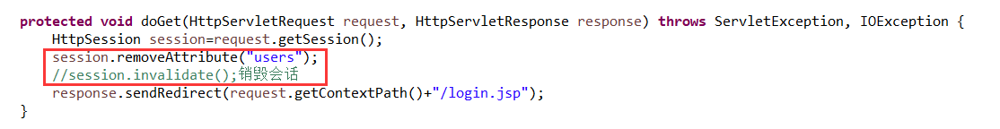 protected void doGet(HttpServletRequest request, HttpServletResponse response) throws ServletException, IOException {
HttpSession session=request.getSession();
session.removeAttribute("users");
//session.invalidate();销毁会话
response.sendRedirect(request.getContextPath()+"/login.jsp");
}